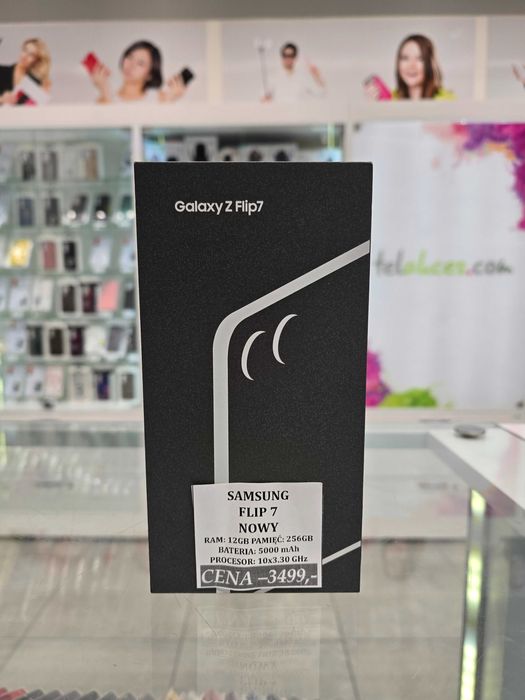 Galaxy Z Flip7
telakces.com
SAMSUNG
FLIP 7
NOWY
RAM: 12GB PAMIĘĆ: 256GB
BATERIA: 5000 mAh
PROCESOR: 10x3.30 GHz
CENA –3499,-